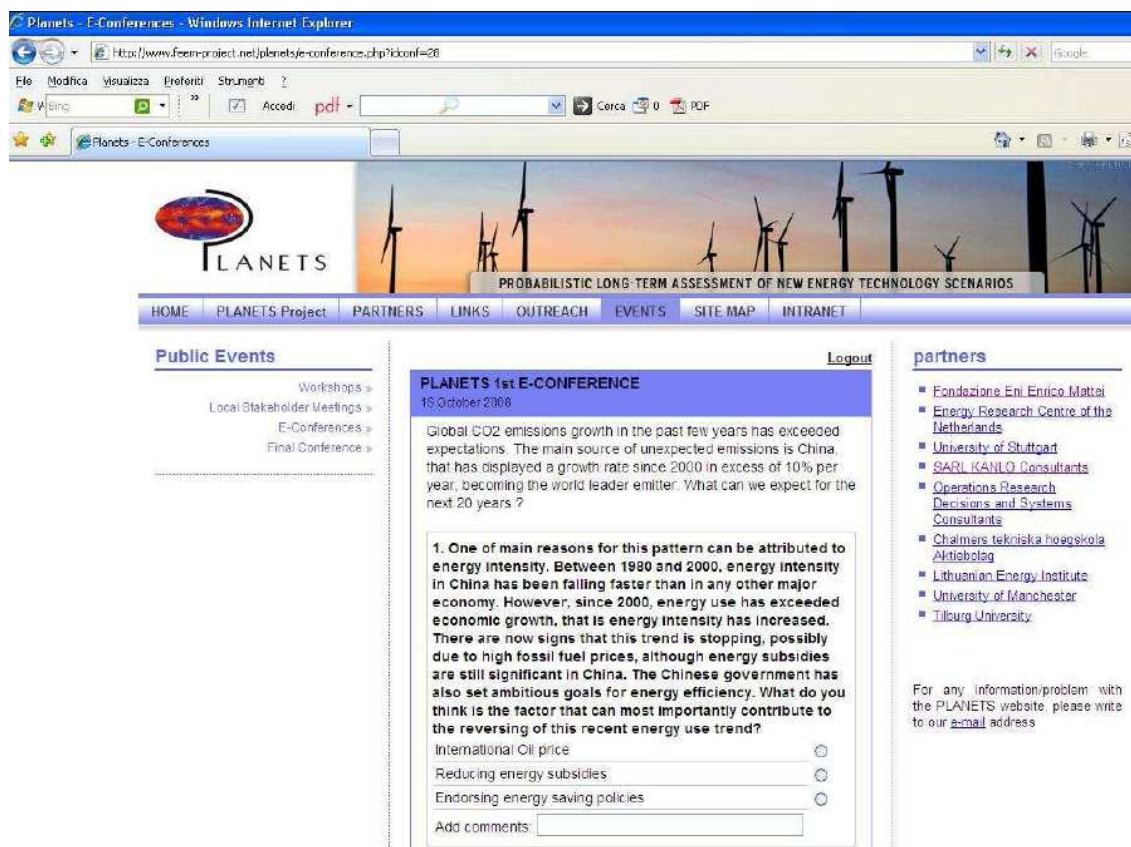 Planets - E-Conferences - Windows Internet Explorer
http://www.feem-project.net/planets/e-conference.php?idconf=28
Google
File Modifica Visualizza Preferiti Strumenti ?
Bing
»
Accedi
pdf
Cerca
0
PDF
Planets - E-Conferences
PLANETS
PROBABILISTIC LONG-TERM ASSESSMENT OF NEW ENERGY TECHNOLOGY SCENARIOS
HOME PLANETS Project PARTNERS LINKS OUTREACH EVENTS SITE MAP INTRANET
Public Events
Workshops »
Local Stakeholder Meetings »
E-Conferences »
Final Conference »
Logout
PLANETS 1st E-CONFERENCE
October 2008
Global CO2 emissions growth in the past few years has exceeded
expectations. The main source of unexpected emissions is China,
that has displayed a growth rate since 2000 in excess of 10% per
year, becoming the world leader emitter. What can we expect for the
next 20 years ?
1. One of main reasons for this pattern can be attributed to
energy intensity. Between 1980 and 2000, energy intensity
in China has been falling faster than in any other major
economy. However, since 2000, energy use has exceeded
economic growth, that is energy intensity has increased.
There are now signs that this trend is stopping, possibly
due to high fossil fuel prices, although energy subsidies
are still significant in China. The Chinese government has
also set ambitious goals for energy efficiency. What do you
think is the factor that can most importantly contribute to
the reversing of this recent energy use trend?
International Oil price
Reducing energy subsidies
Endorsing energy saving policies
Add comments:
partners
Fondazione Eni Enrico Mattei
Energy Research Centre of the
Netherlands
University of Stuttgart
SARL KANLO Consultants
Operations Research
Decisions and Systems
Consultants
Chalmers tekniska hoegskola
Aktiebolag
Lithuanian Energy Institute
University of Manchester
Tilburg University
For any information/problem with
the PLANETS website, please write
to our e-mail address